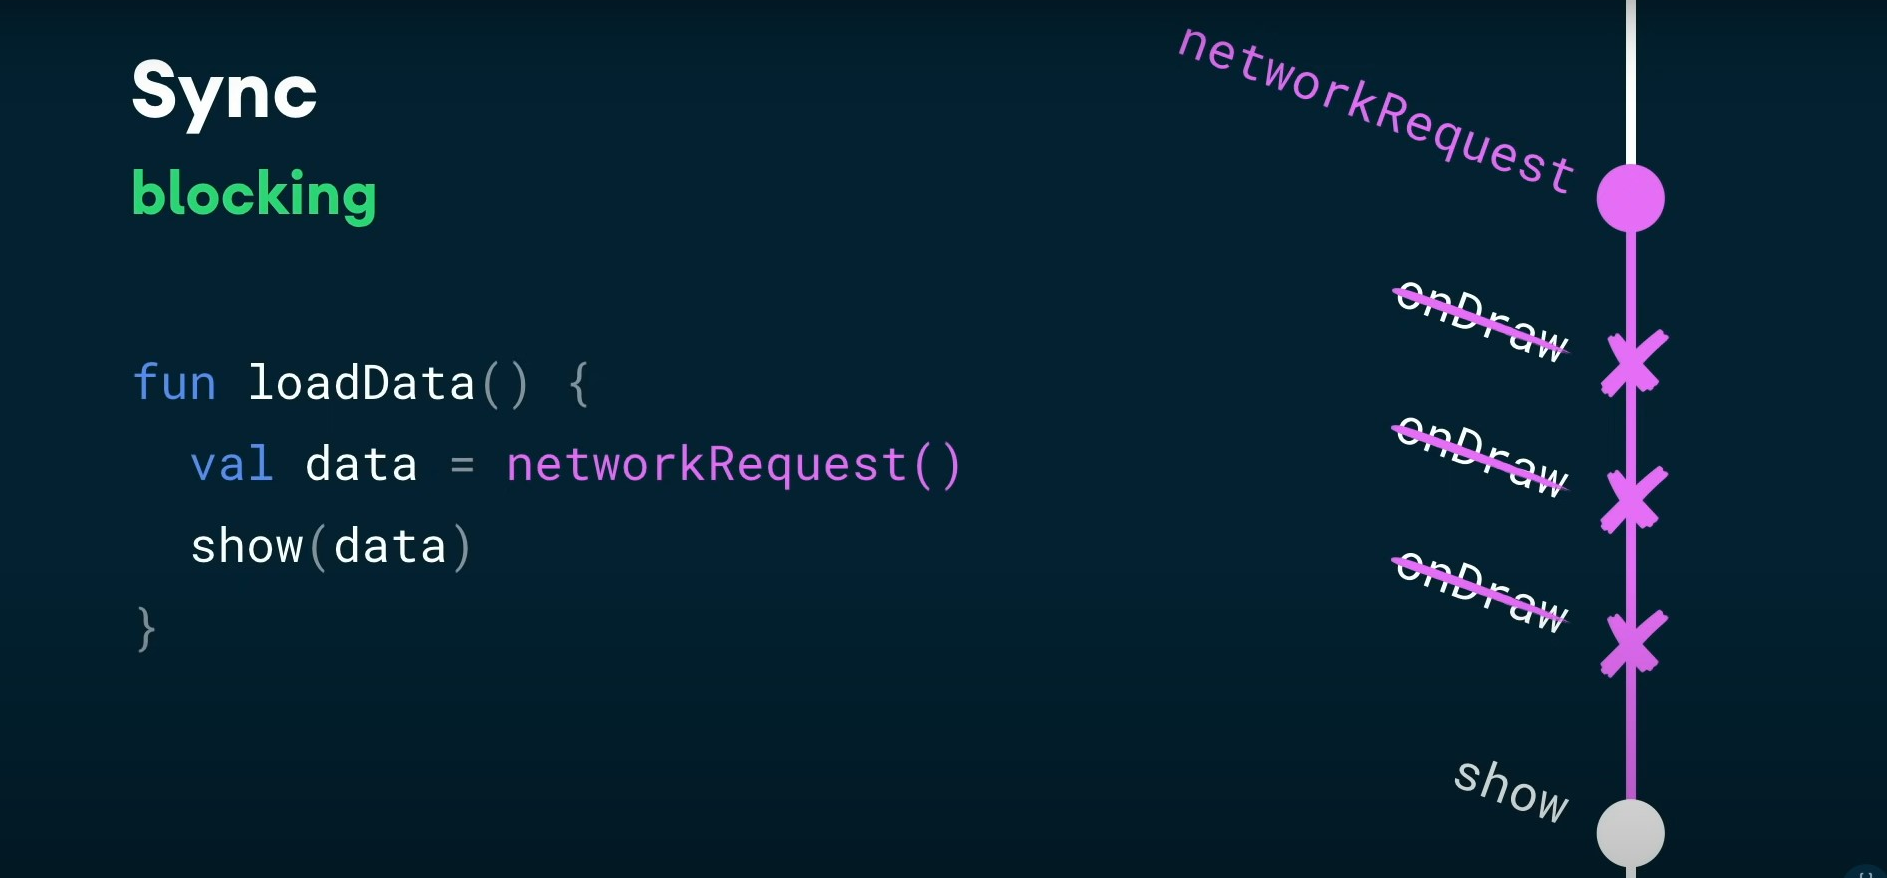 Sync
blocking
fun loadData() {
val data = networkRequest()
show(data)
}
networkRequest
onDraw
onDraw
onDraw
show